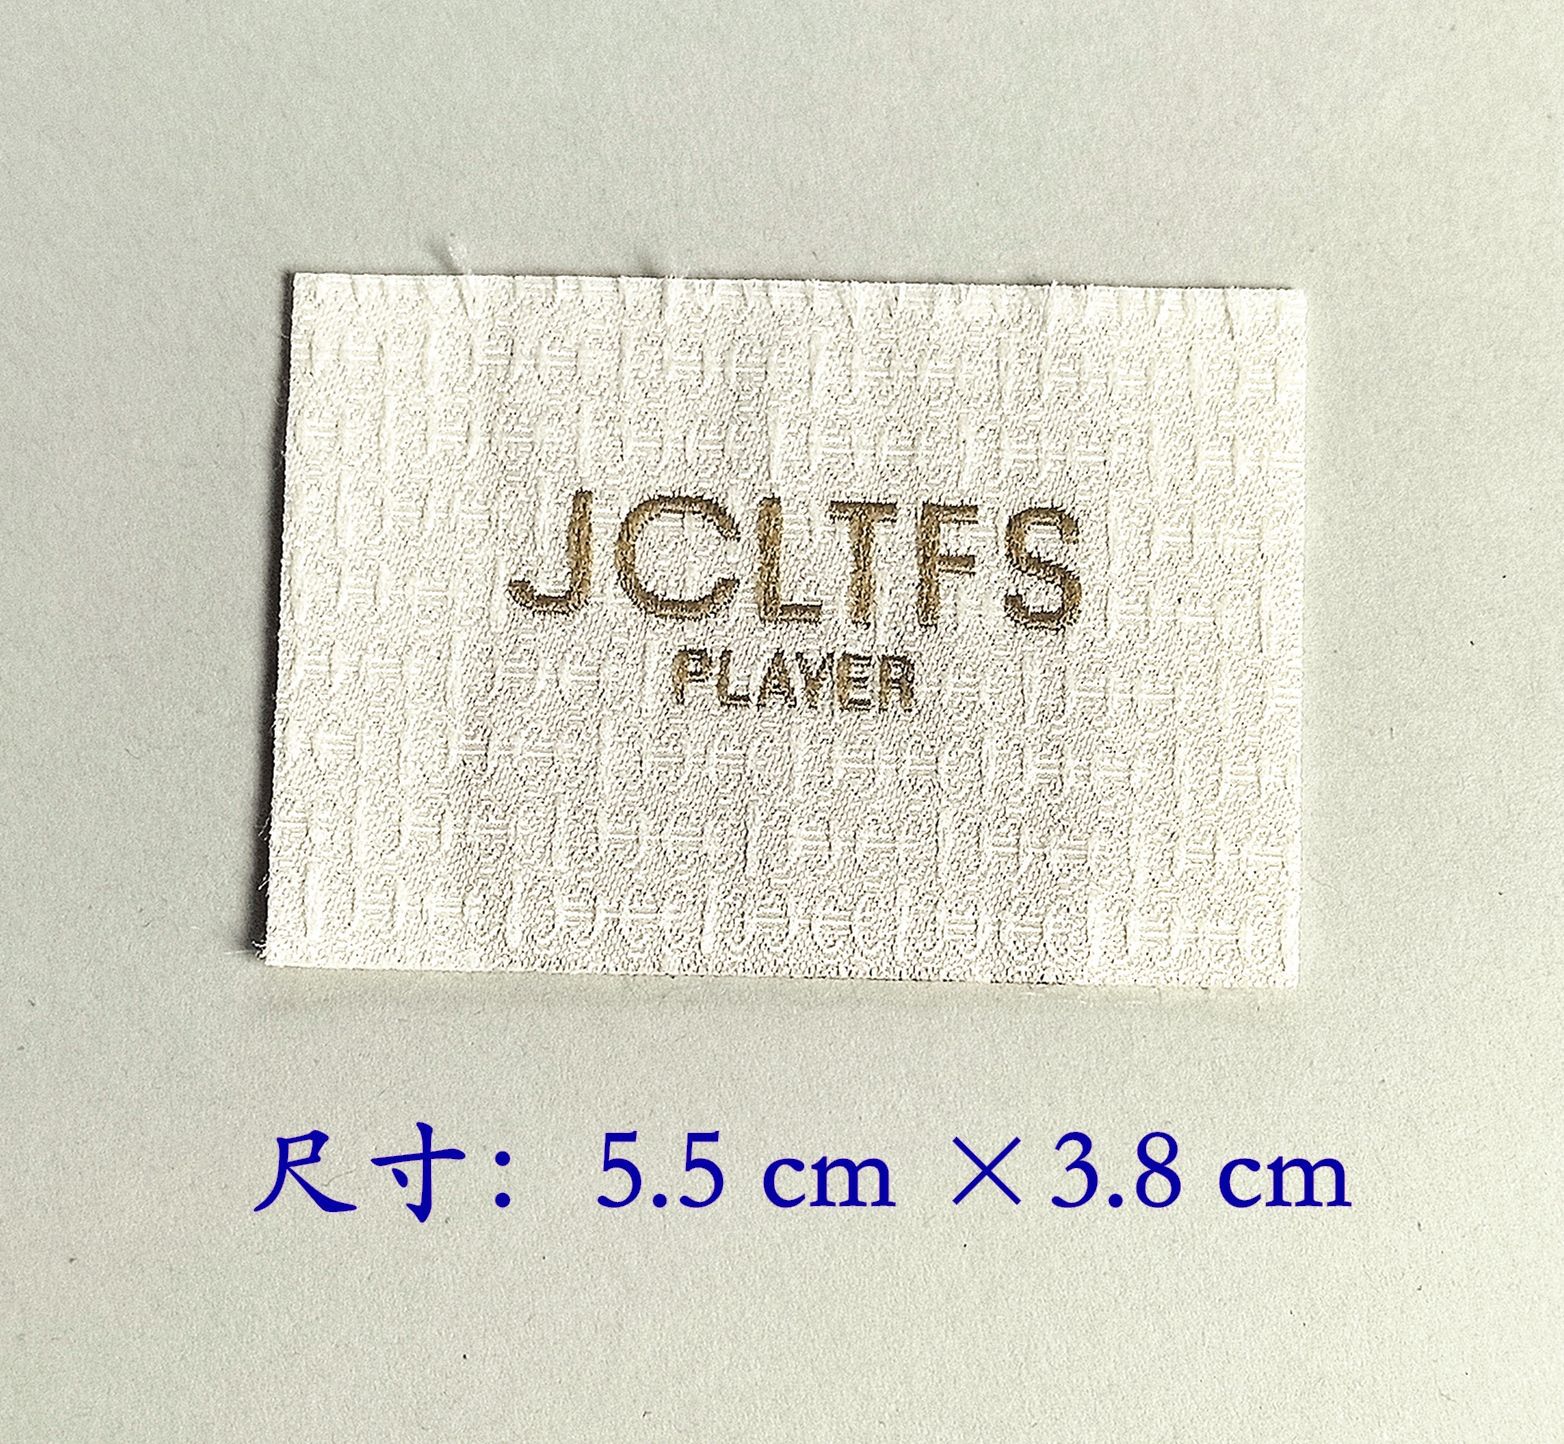 JCLTFS
PLAYER
尺寸：5.5 cm ×3.8 cm